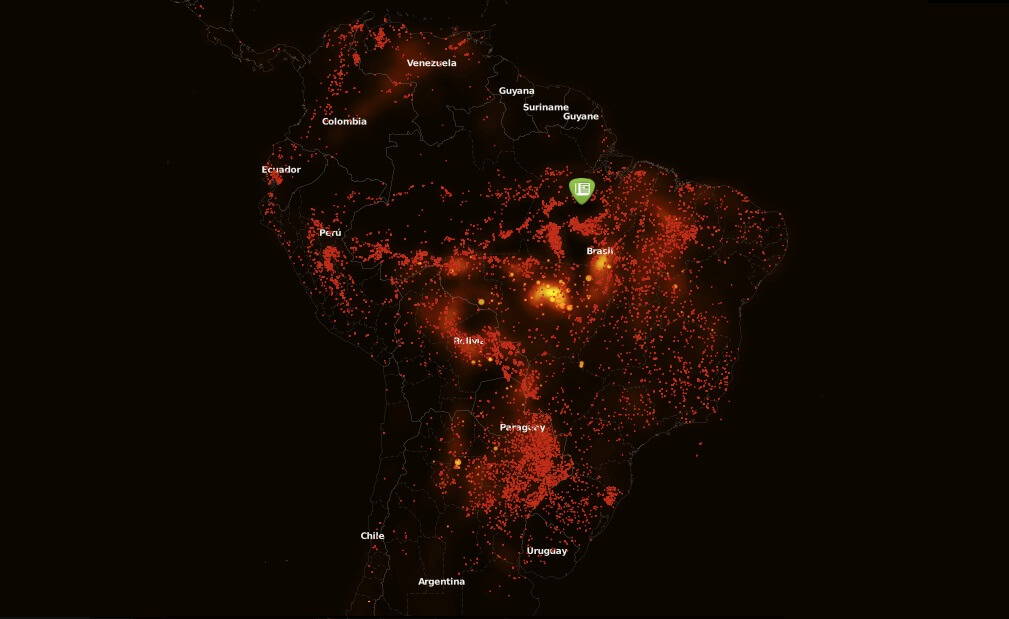 Venezuela
Guyana
Suriname
Guyane
Colombia
Ecuador
Perú
Brasil
Bolivia
Paraguay
Chile
Uruguay
Argentina